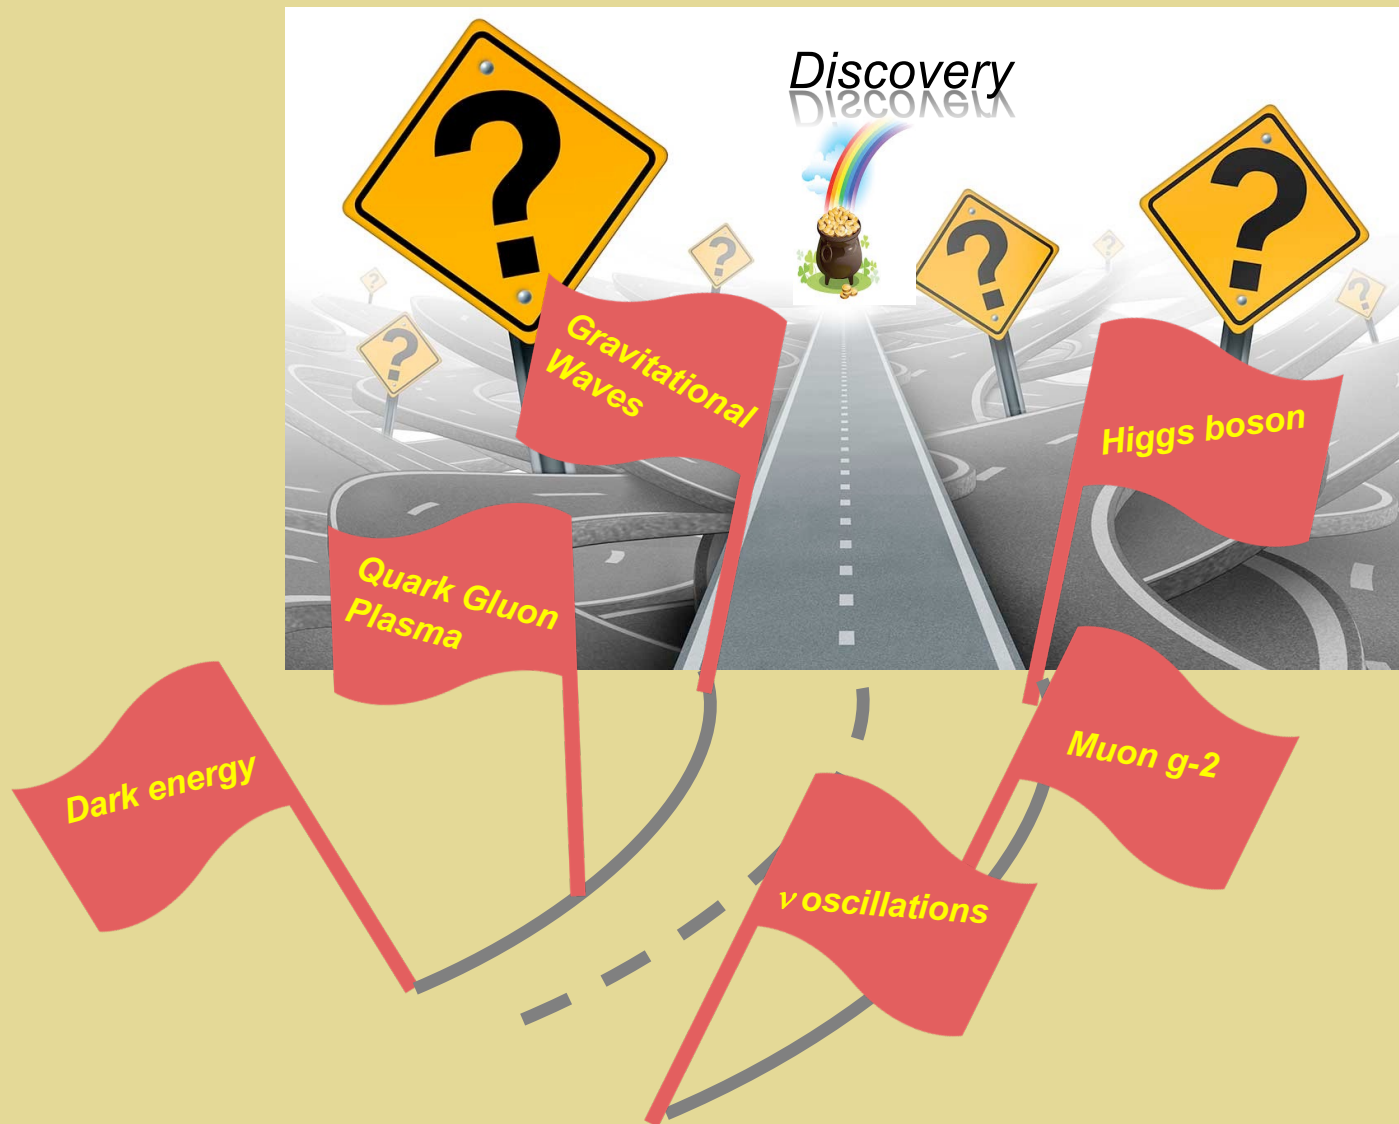 Discovery
?
?
?
?
?
?
?
?
Gravitational
Waves
Higgs boson
Quark Gluon
Plasma
Dark energy
Muon g-2
ν oscillations